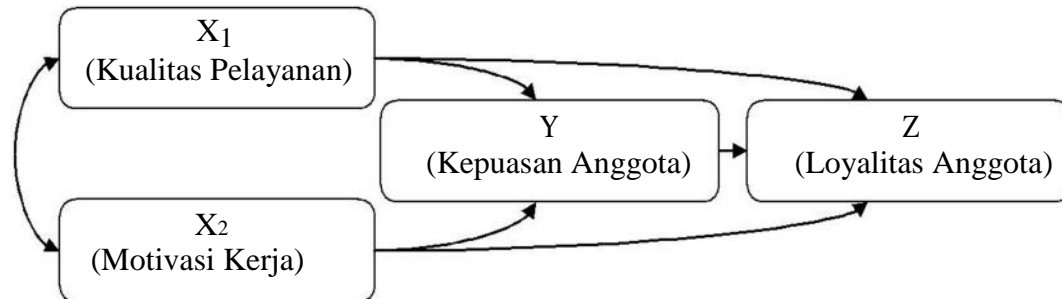 X1
(Kualitas Pelayanan)
Y
(Kepuasan Anggota)
Z
(Loyalitas Anggota)
X2
(Motivasi Kerja)